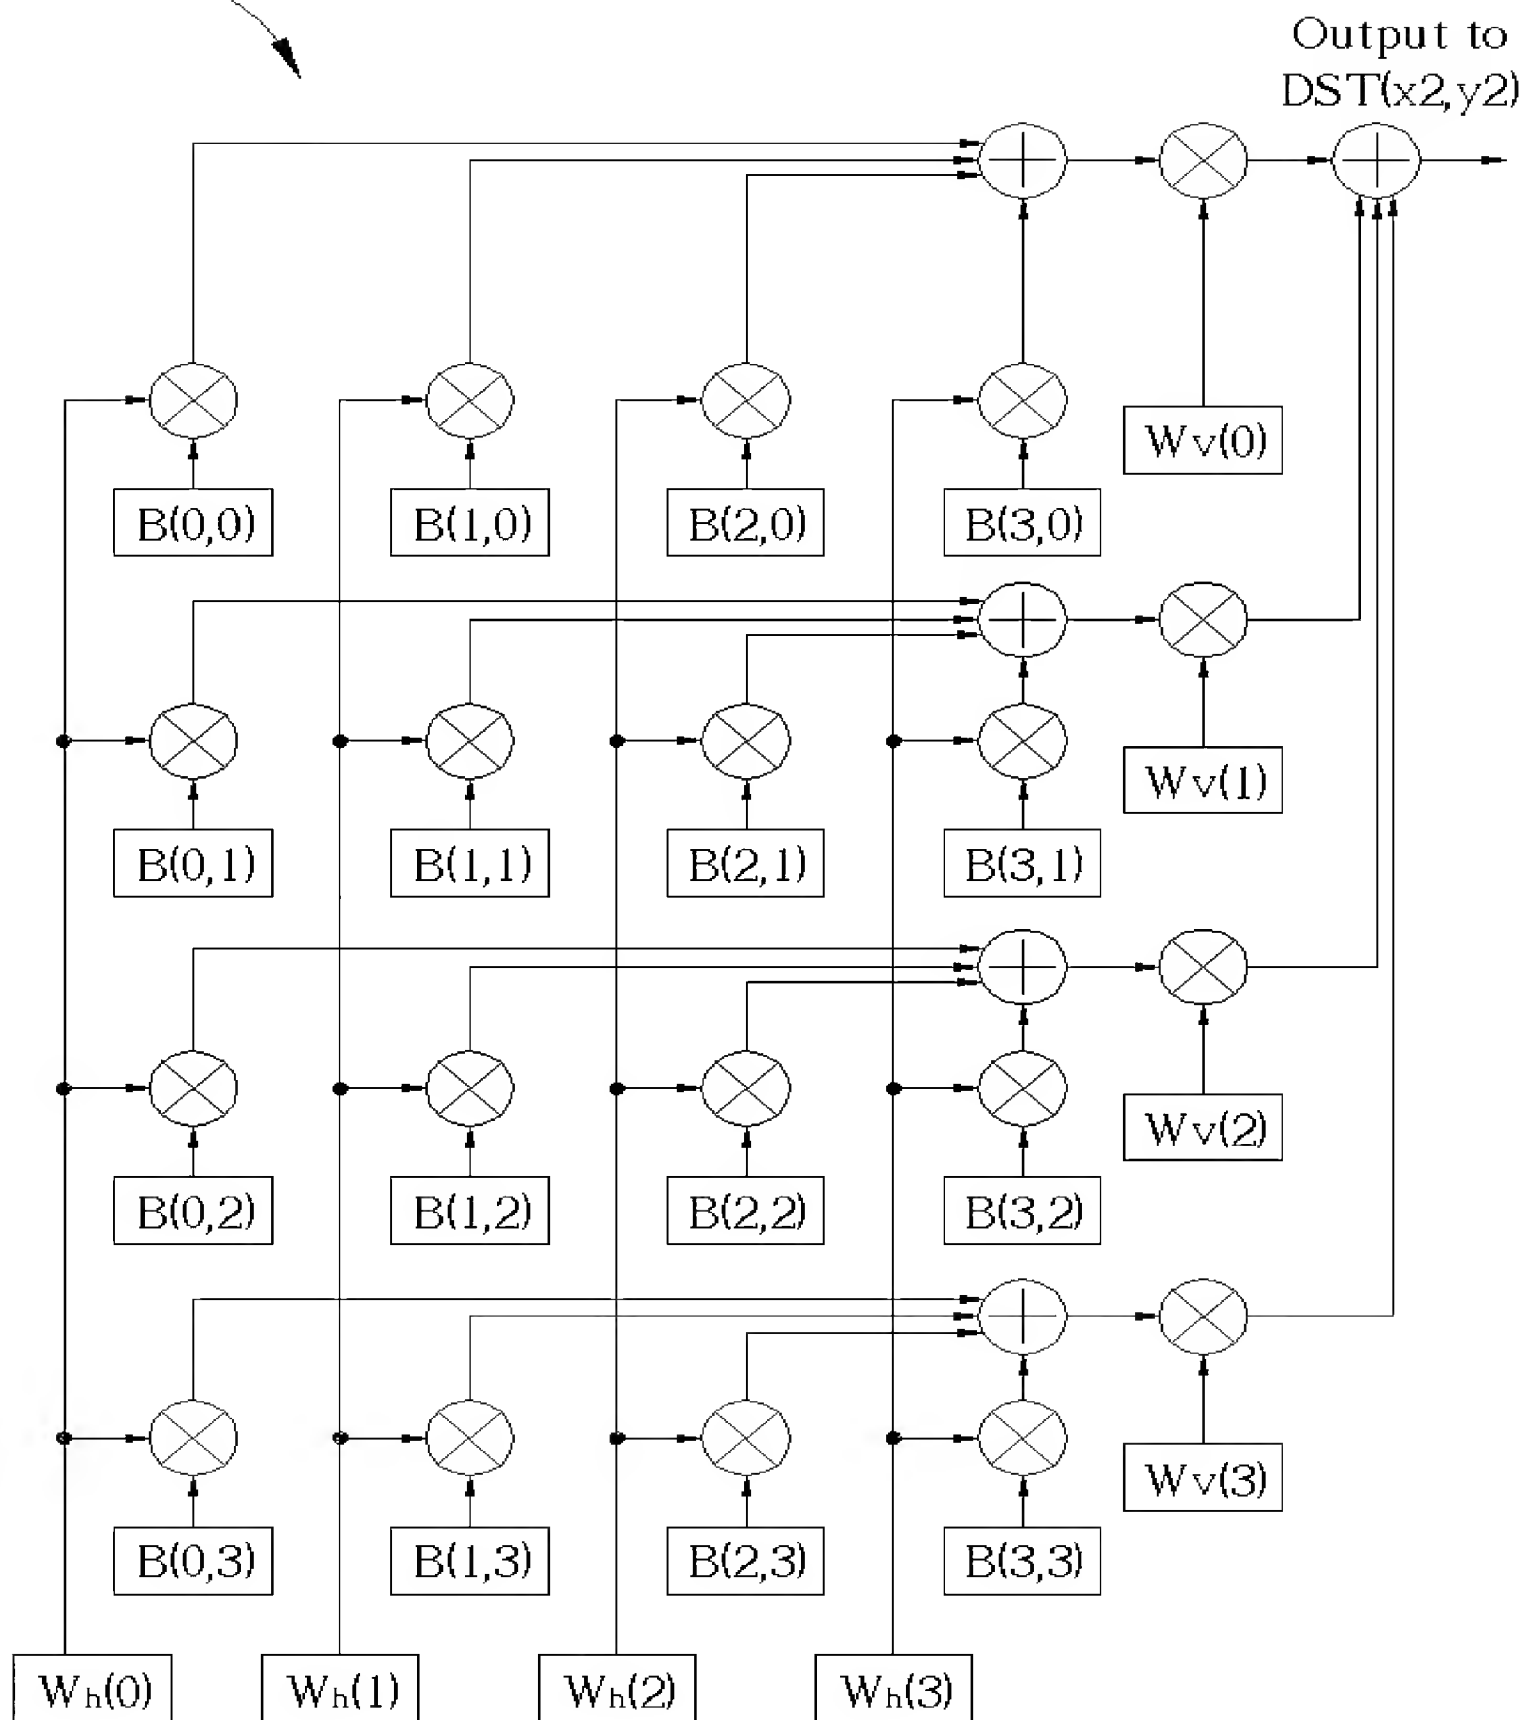 Output to
DST(x2,y2)
Wv(0)
B(0,0) B(1,0) B(2,0) B(3,0)
Wv(1)
B(0,1) B(1,1) B(2,1) B(3,1)
Wv(2)
B(0,2) B(1,2) B(2,2) B(3,2)
Wv(3)
B(0,3) B(1,3) B(2,3) B(3,3)
Wh(0) Wh(1) Wh(2) Wh(3)